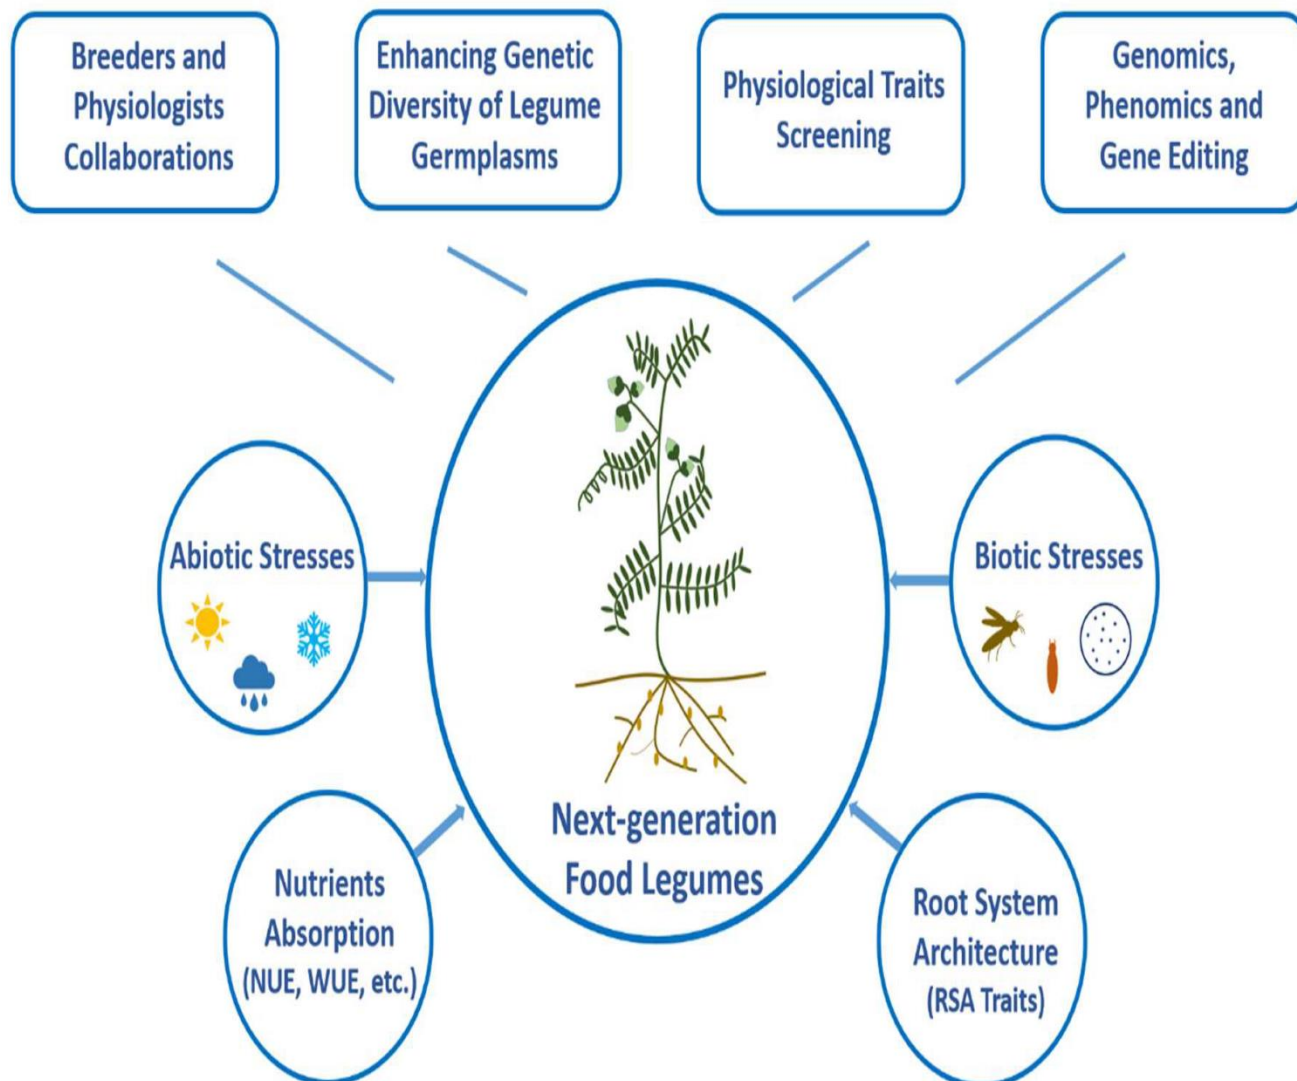 Breeders and
Physiologists
Collaborations
Enhancing Genetic
Diversity of Legume
Germplasms
Physiological Traits
Screening
Genomics,
Phenomics and
Gene Editing
Abiotic Stresses
Biotic Stresses
Next-generation
Food Legumes
Nutrients
Absorption
(NUE, WUE, etc.)
Root System
Architecture
(RSA Traits)